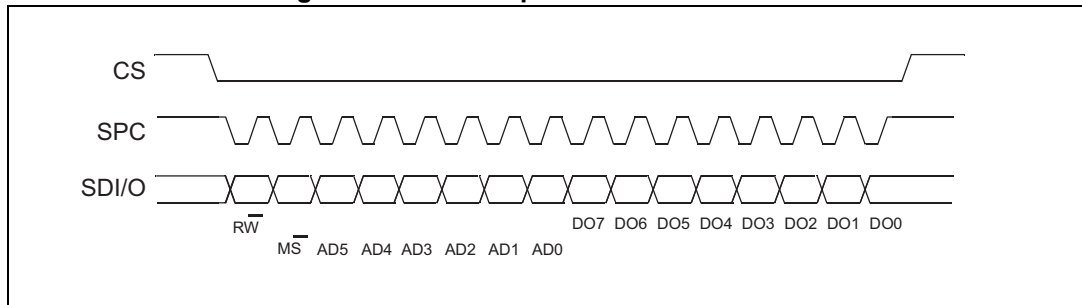 CS
SPC
SDI/O
RW
DO7 DO6 DO5 DO4 DO3 DO2 DO1 DO0
MS AD5 AD4 AD3 AD2 AD1 AD0